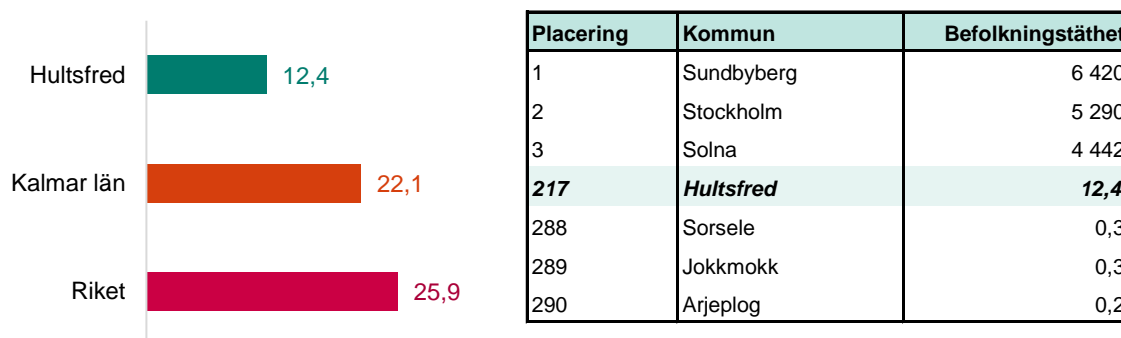 Hultsfred 12,4
Kalmar län 22,1
Riket 25,9
Placering Kommun Befolkningstäthet
1 Sundbyberg 6 420
2 Stockholm 5 290
3 Solna 4 442
217 Hultsfred 12,4
288 Sorsele 0,3
289 Jokkmokk 0,3
290 Arjeplog 0,2